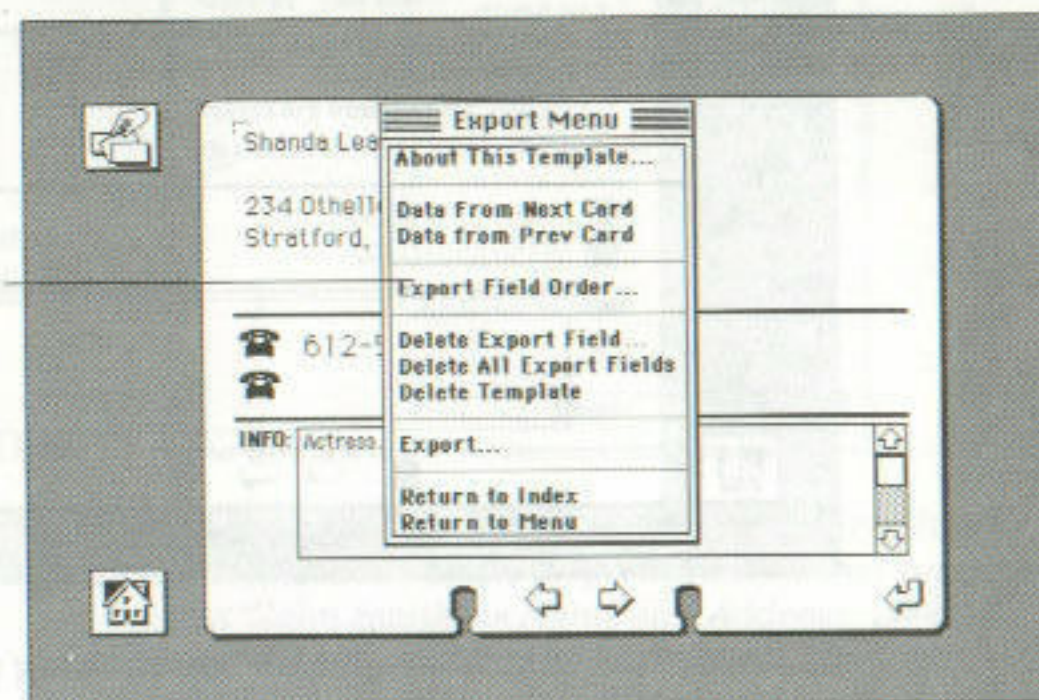 Export Menu
Shanda Lea
About This Template...
234 Othello
Stratford,
Data From Next Card
Data from Prev Card
Export Field Order...
612-5
Delete Export Field...
Delete All Export Fields
Delete Template
INFO: Actress
Export...
Return to Index
Return to Menu